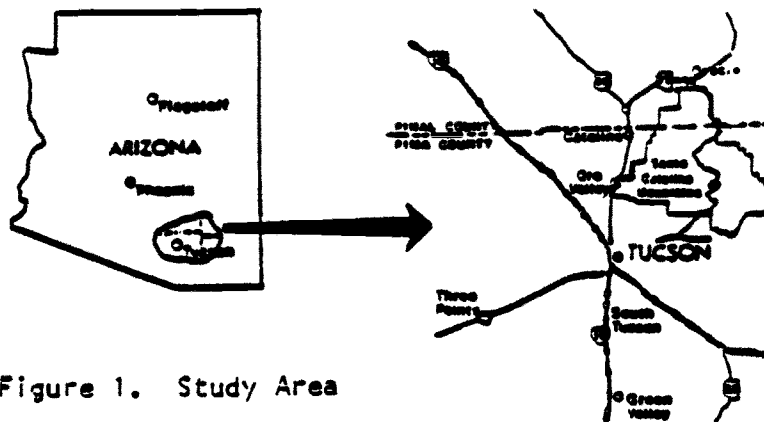 Flagstaff
ARIZONA
Phoenix
Tucson
PINAL COUNTY
PIMA COUNTY
Catalina
Oro
Valley
Santa
Catalina
Mountains
TUCSON
Three
Points
South
Tucson
Green
Valley
Figure 1. Study Area